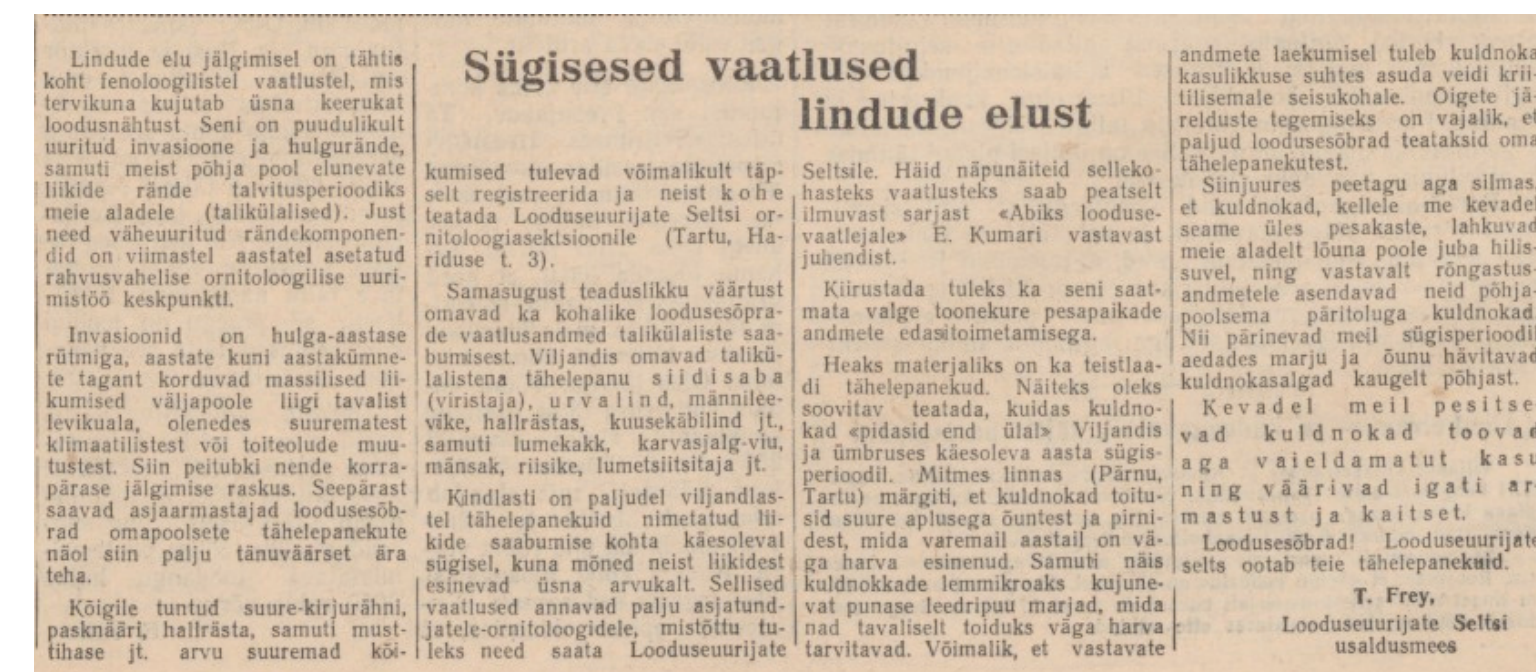 Sügisesed vaatlused
lindude elust
Lindude elu jälgimisel on tähtis
koht fenoloogilistel vaatlustel, mis
tervikuna kujutab üsna keerukat
loodusnähtust. Seni on puudulikult
uuritud invasioone ja hulgurände,
samuti meist põhja pool elunevate
liikide rände talvitusperioodiks
meie aladele (talikülalised). Just
need väheuuritud rändekomponen-
did on viimastel aastatel asetatud
rahvusvahelise ornitoloogilise uuri-
mistöö keskpunkti.
Invasioonid on hulga-aastase
rütmiga, aastate kuni aastakümne-
te tagant korduvad massilised lii-
kumised väljapoole liigi tavalist
levikuala, olenedes suurematest
klimaatilistest või toiteolude muu-
tustest. Siin peitubki nende korra-
pärase jälgimise raskus. Seepärast
saavad asjaarmastajad loodusesõb-
rad omapoolsete tähelepanekute
näol siin palju tänuväärset ära
teha.
Kõigile tuntud suure-kirjurähni,
pasknääri, hallrästa, samuti must-
tihase jt. arvu suuremad kõi-
kumised tulevad võimalikult täp-
selt registreerida ja neist kohe
teatada Looduseuurijate Seltsi or-
nitoloogiasektsioonile (Tartu, Ha-
riduse t. 3).
Samasugust teaduslikku väärtust
omavad ka kohalike loodusesõpra-
de vaatlusandmed talikülaliste saa-
bumisest. Viljandis omavad talikü-
lalistena tähelepanu siidisaba
(viristaja), urvalind, männilee-
vike, hallrästas, kuusekäbilind jt.,
samuti lumekakk, karvasjalg-viu,
mänsak, riisike, lumetsiitsitaja jt.
Kindlasti on paljudel viljandlas-
tel tähelepanekuid nimetatud lii-
kide saabumise kohta käesoleval
sügisel, kuna mõned neist liikidest
esinevad üsna arvukalt. Sellised
vaatlused annavad palju asjatund-
jatele-ornitoloogidele, mistõttu tu-
leks need saata Looduseuurijate
Seltsile. Häid näpunäiteid selleko-
hasteks vaatlusteks saab peatselt
ilmuvast sarjast «Abiks looduse-
vaatlejale» E. Kumari vastavast
juhendist.
Kiirustada tuleks ka seni saat-
mata valge toonekure pesapaikade
andmete edasitoimetamisega.
Heaks materjaliks on ka teistlaa-
di tähelepanekud. Näiteks oleks
soovitav teatada, kuidas kuldno-
kad «pidasid end ülal» Viljandis
ja ümbruses käesoleva aasta sügis-
perioodil. Mitmes linnas (Pärnu,
Tartu) märgiti, et kuldnokad toitu-
sid suure aplusega õuntest ja pirni-
dest, mida varemail aastail on vä-
ga harva esinenud. Samuti näis
kuldnokkade lemmikroaks kujune-
vat punase leedripuu marjad, mida
nad tavaliselt toiduks väga harva
tarvitavad. Võimalik, et vastavate
andmete laekumisel tuleb kuldnoka
kasulikkuse suhtes asuda veidi krii-
tilisemale seisukohale. Õigete jä-
relduste tegemiseks on vajalik, et
paljud loodusesõbrad teataksid oma
tähelepanekutest.
Siinjuures peetagu aga silmas,
et kuldnokad, kellele me kevadel
seame üles pesakaste, lahkuvad
meie aladelt lõuna poole juba hilis-
suvel, ning vastavalt rõngastus-
andmetele asendavad neid põhja-
poolsema päritoluga kuldnokad.
Nii pärinevad meil sügisperioodil
aedades marju ja õunu hävitavad
kuldnokasalgad kaugelt põhjast.
Kevadel meil pesitse-
vad kuldnokad toovad
aga vaieldamatut kasu
ning väärivad igati ar-
mastust ja kaitset.
Loodusesõbrad! Looduseuurijate
selts ootab teie tähelepanekuid.
T. Frey,
Looduseuurijate Seltsi
usaldusmees